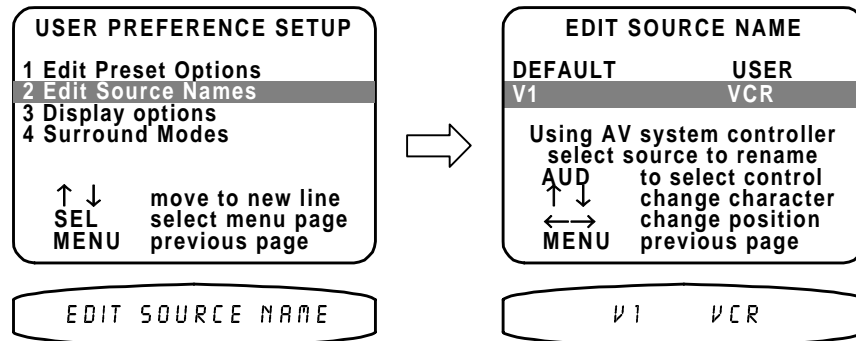 USER PREFERENCE SETUP
1 Edit Preset Options
2 Edit Source Names
3 Display options
4 Surround Modes
↑ ↓ move to new line
SEL select menu page
MENU previous page
EDIT SOURCE NAME
EDIT SOURCE NAME
DEFAULT USER
V1 VCR
Using AV system controller
select source to rename
AUD to select control
↑ ↓ change character
←→ change position
MENU previous page
V1 VCR